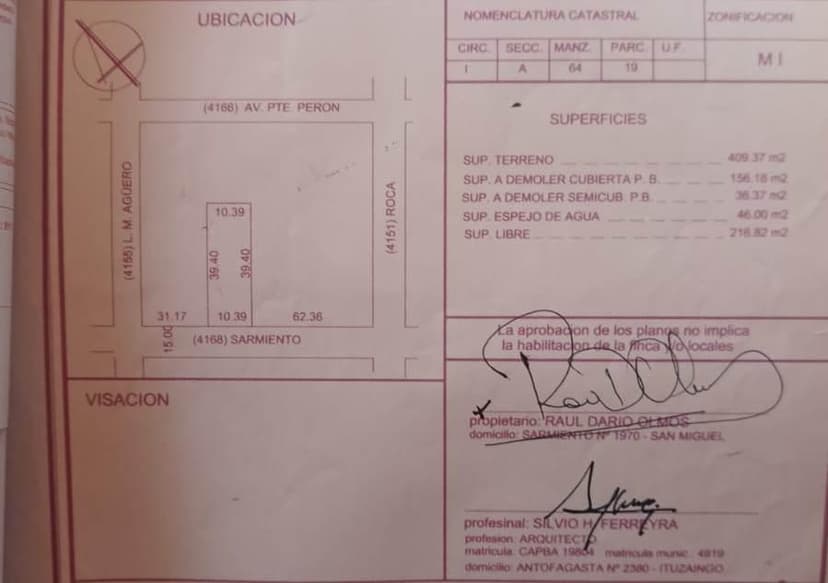 UBICACION
(4166) AV. PTE. PERON
(4155) L. M. AGÜERO
(4151) ROCA
10.39
39.40
39.40
31.17
10.39
62.36
15.00
(4168) SARMIENTO
VISACION
NOMENCLATURA CATASTRAL
ZONIFICACION
CIRC. SECC. MANZ. PARC. U.F.
I A 64 19
M I
SUPERFICIES
SUP. TERRENO 409.37 m2
SUP. A DEMOLER CUBIERTA P. B. 156.18 m2
SUP. A DEMOLER SEMICUB. P.B. 36.37 m2
SUP. ESPEJO DE AGUA 46.00 m2
SUP. LIBRE 216.82 m2
La aprobacion de los planos no implica
la habilitacion de la finca y/o locales
propietario: RAUL DARIO OLMOS
domicilio: SARMIENTO Nº 1970 - SAN MIGUEL
profesinal: SILVIO H. FERREYRA
profesion: ARQUITECTO
matricula: CAPBA 19804 matricula munic. 4919
domicilio: ANTOFAGASTA Nº 2380 - ITUZAINGO